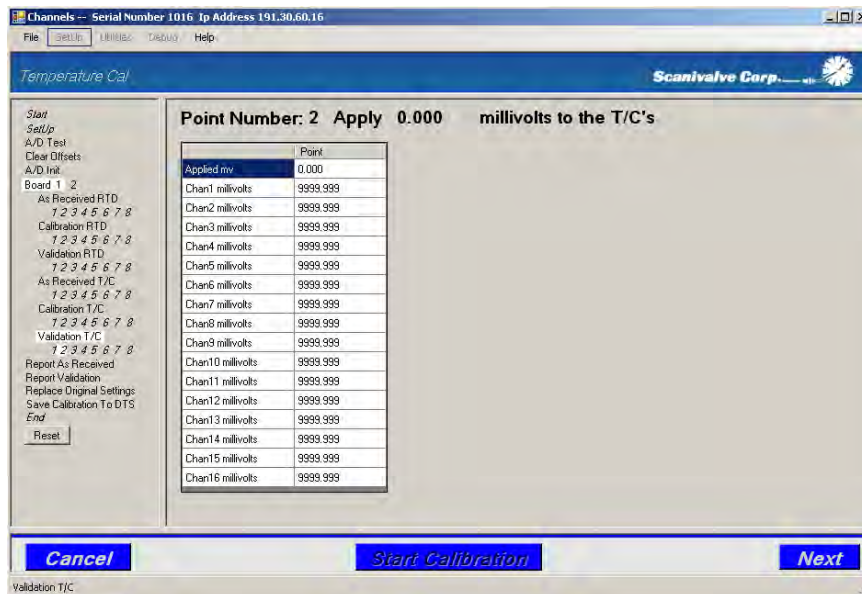 Channels -- Serial Number 1016 Ip Address 191.30.60.16
File SetUp Utilities Debug Help
Temperature Cal
Scanivalve Corp.
Start
SetUp
A/D Test
Clear Offsets
A/D Init
Board 1 2
As Received RTD
1 2 3 4 5 6 7 8
Calibration RTD
1 2 3 4 5 6 7 8
Validation RTD
1 2 3 4 5 6 7 8
As Received T/C
1 2 3 4 5 6 7 8
Calibration T/C
1 2 3 4 5 6 7 8
Validation T/C
1 2 3 4 5 6 7 8
Report As Received
Report Validation
Replace Original Settings
Save Calibration To DTS
End
Reset
Point Number: 2 Apply 0.000 millivolts to the T/C's
Point
Applied mv 0.000
Chan1 millivolts 9999.999
Chan2 millivolts 9999.999
Chan3 millivolts 9999.999
Chan4 millivolts 9999.999
Chan5 millivolts 9999.999
Chan6 millivolts 9999.999
Chan7 millivolts 9999.999
Chan8 millivolts 9999.999
Chan9 millivolts 9999.999
Chan10 millivolts 9999.999
Chan11 millivolts 9999.999
Chan12 millivolts 9999.999
Chan13 millivolts 9999.999
Chan14 millivolts 9999.999
Chan15 millivolts 9999.999
Chan16 millivolts 9999.999
Cancel Start Calibration Next
Validation T/C